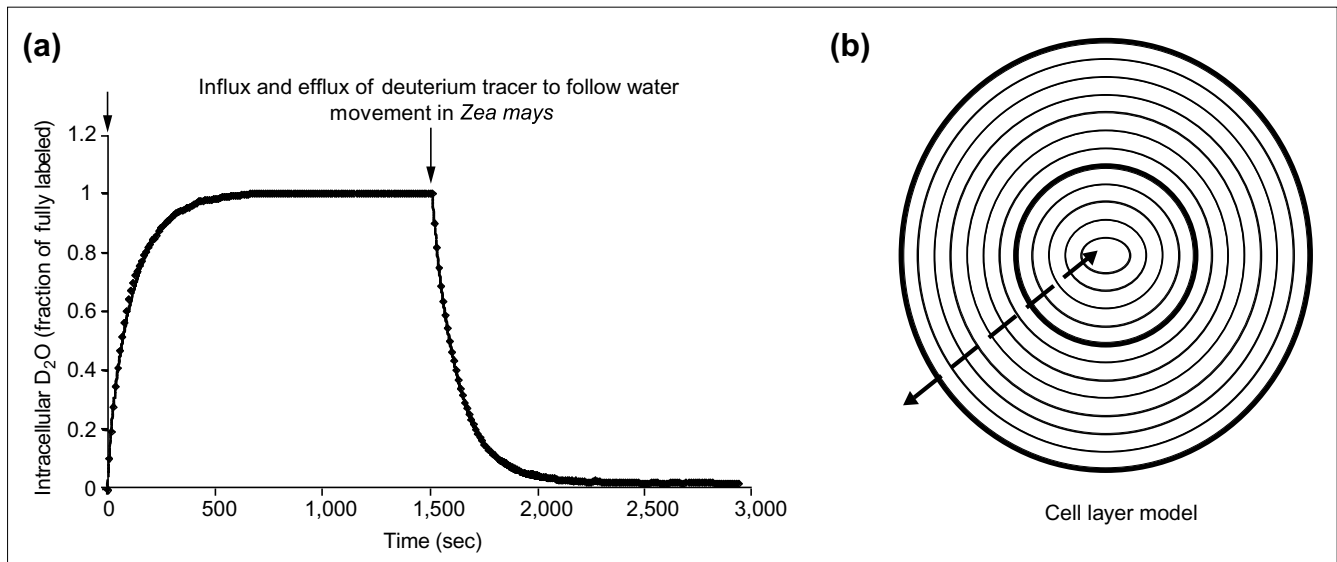 (a)
Influx and efflux of deuterium tracer to follow water
movement in Zea mays
Intracellular D₂O (fraction of fully labeled)
1.2
1
0.8
0.6
0.4
0.2
0
0
500
1,000
1,500
2,000
2,500
3,000
Time (sec)
(b)
Cell layer model